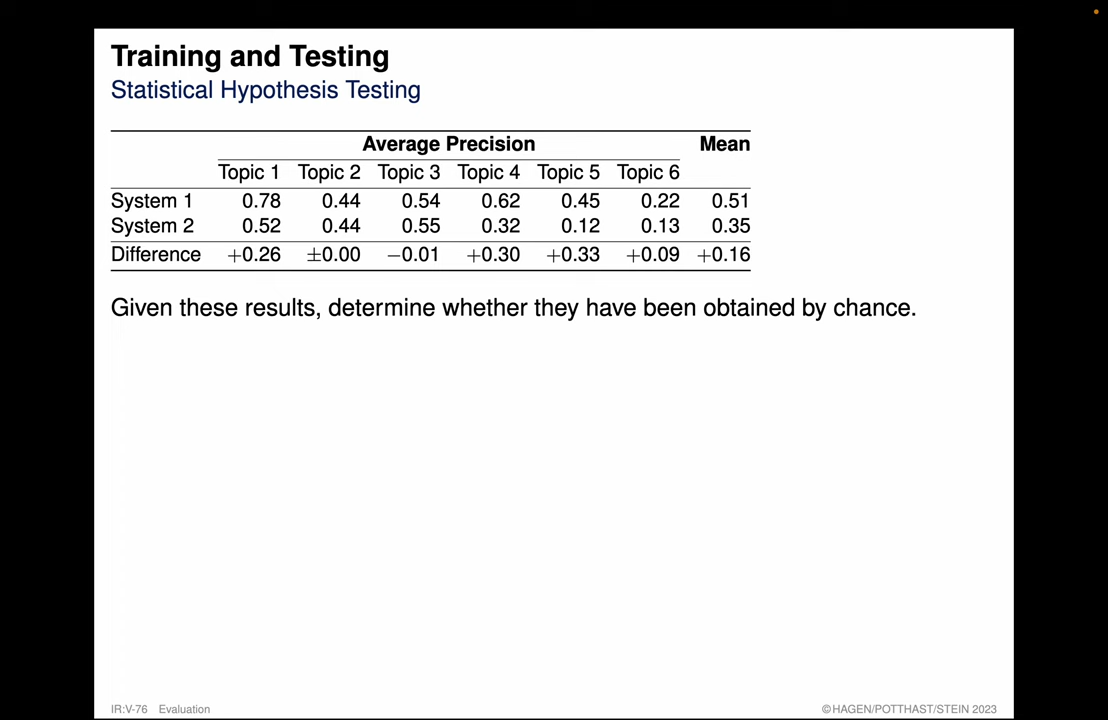 Training and Testing
Statistical Hypothesis Testing
Average Precision Mean
Topic 1 Topic 2 Topic 3 Topic 4 Topic 5 Topic 6
System 1 0.78 0.44 0.54 0.62 0.45 0.22 0.51
System 2 0.52 0.44 0.55 0.32 0.12 0.13 0.35
Difference +0.26 ±0.00 −0.01 +0.30 +0.33 +0.09 +0.16
Given these results, determine whether they have been obtained by chance.
IR:V-76 Evaluation ©HAGEN/POTTHAST/STEIN 2023